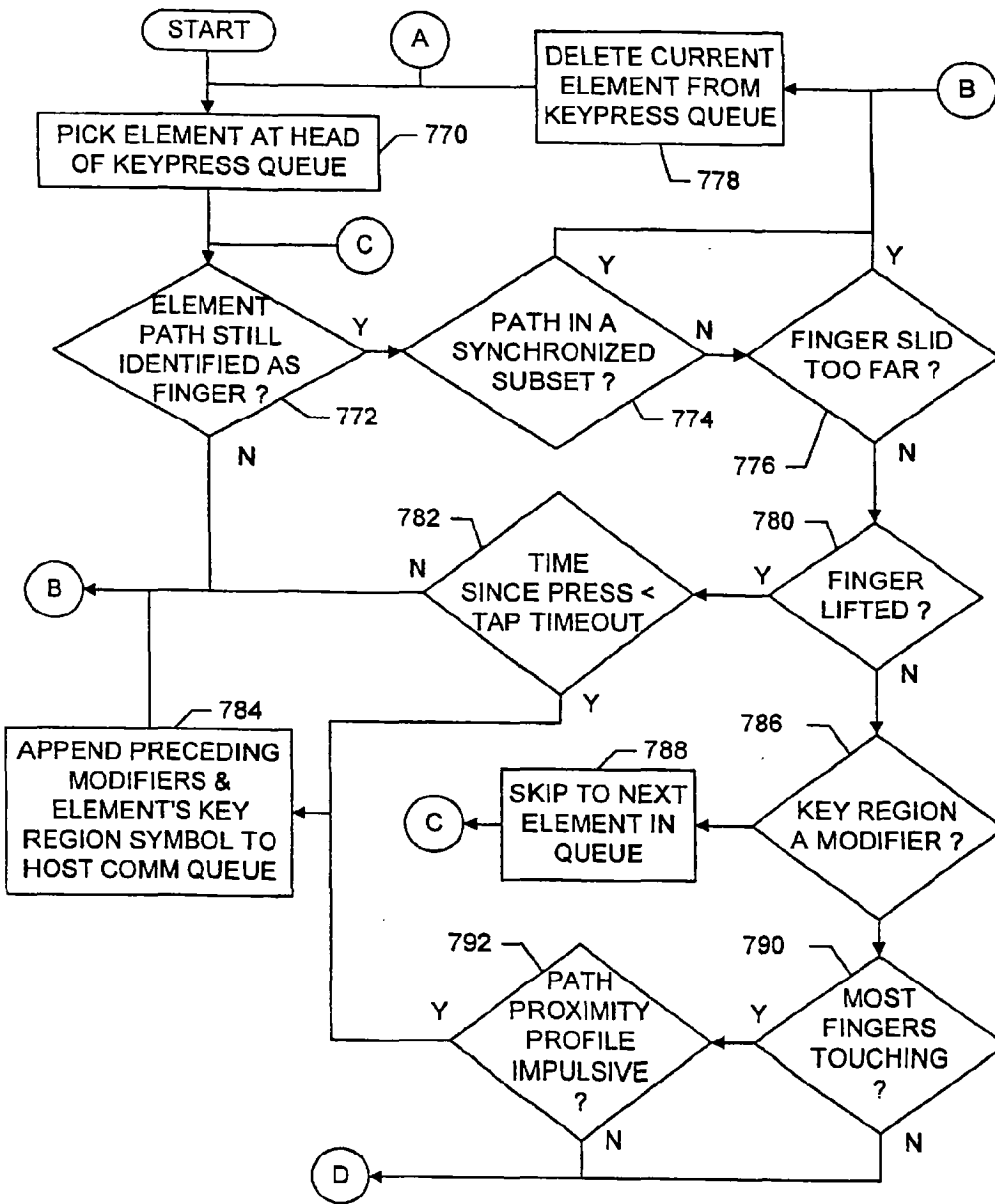 START
A
DELETE CURRENT
ELEMENT FROM
KEYPRESS QUEUE
B
PICK ELEMENT AT HEAD
OF KEYPRESS QUEUE
770
778
C
ELEMENT
PATH STILL
IDENTIFIED AS
FINGER ?
Y
772
N
PATH IN A
SYNCHRONIZED
SUBSET ?
Y
N
774
FINGER SLID
TOO FAR ?
Y
776
N
782
TIME
SINCE PRESS <
TAP TIMEOUT
N
Y
780
FINGER
LIFTED ?
Y
N
B
784
APPEND PRECEDING
MODIFIERS &
ELEMENT'S KEY
REGION SYMBOL TO
HOST COMM QUEUE
C
788
SKIP TO NEXT
ELEMENT IN
QUEUE
786
KEY REGION
A MODIFIER ?
792
PATH
PROXIMITY
PROFILE
IMPULSIVE
?
Y
N
790
MOST
FINGERS
TOUCHING
?
Y
N
D